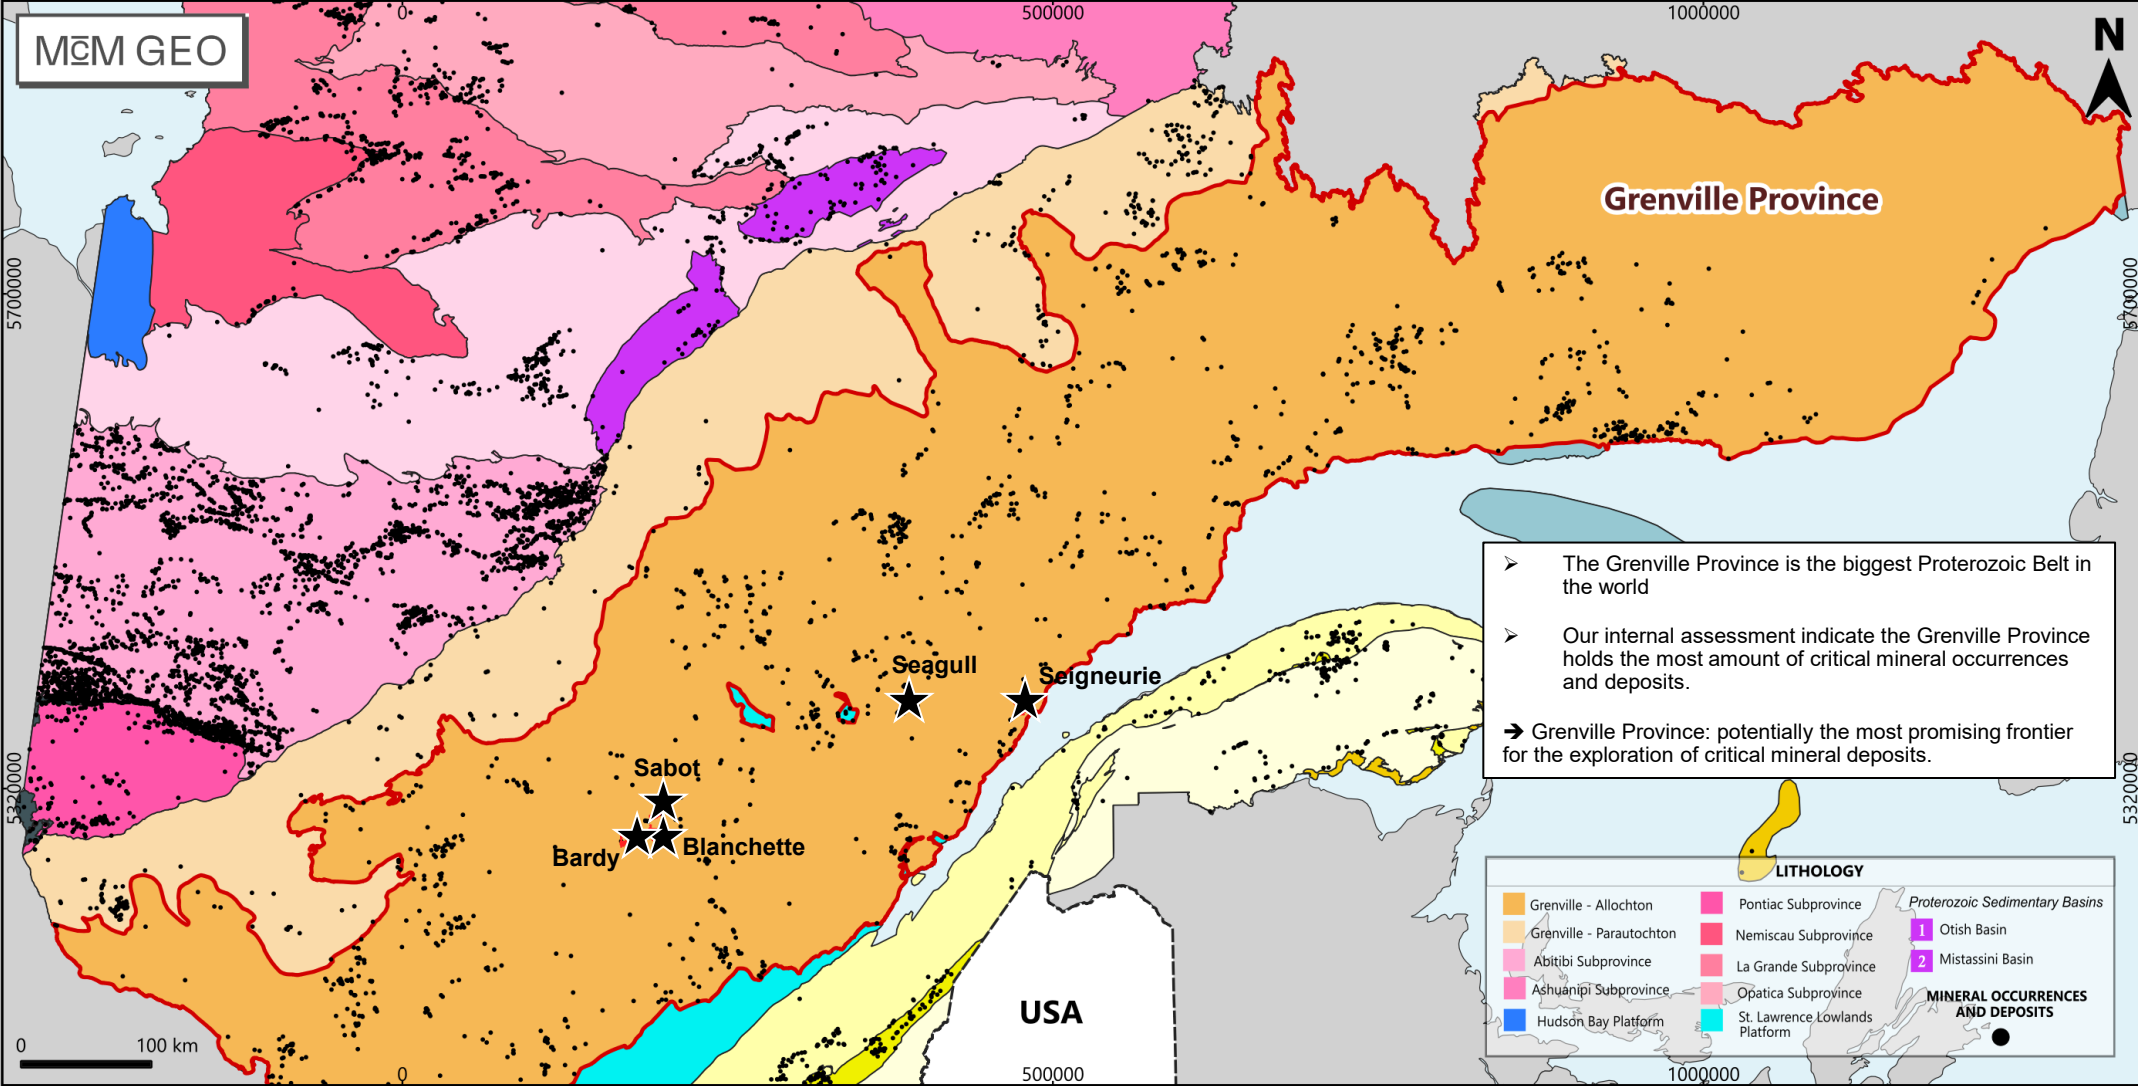 0 500000 1000000
McM GEO
N
Grenville Province
5700000 5700000
➢ The Grenville Province is the biggest Proterozoic Belt in
the world
➢ Our internal assessment indicate the Grenville Province
holds the most amount of critical mineral occurrences
and deposits.
➔ Grenville Province: potentially the most promising frontier
for the exploration of critical mineral deposits.
Seagull
Seigneurie
Sabot
Bardy
Blanchette
5320000 5320000
USA
LITHOLOGY
Grenville - Allochton
Grenville - Parautochton
Abitibi Subprovince
Ashuanipi Subprovince
Hudson Bay Platform
Pontiac Subprovince
Nemiscau Subprovince
La Grande Subprovince
Opatica Subprovince
St. Lawrence Lowlands
Platform
Proterozoic Sedimentary Basins
1 Otish Basin
2 Mistassini Basin
MINERAL OCCURRENCES
AND DEPOSITS
0 100 km
0 500000 1000000